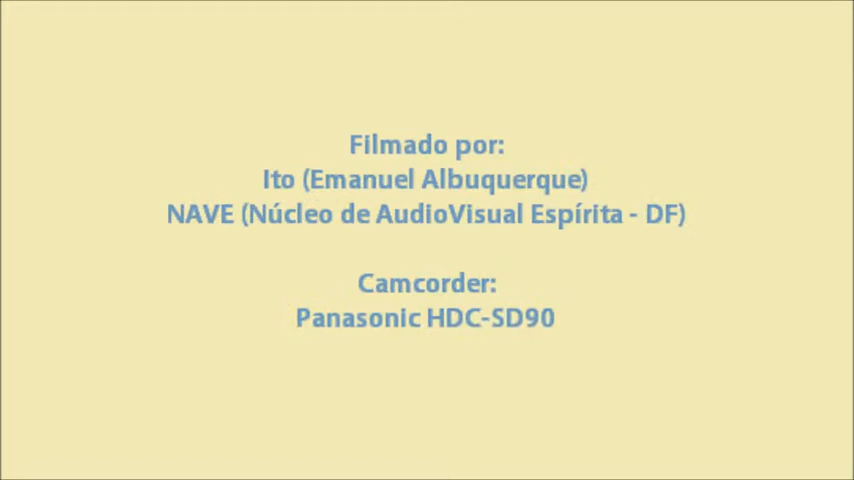 Filmado por:
Ito (Emanuel Albuquerque)
NAVE (Núcleo de AudioVisual Espírita - DF)
Camcorder:
Panasonic HDC-SD90